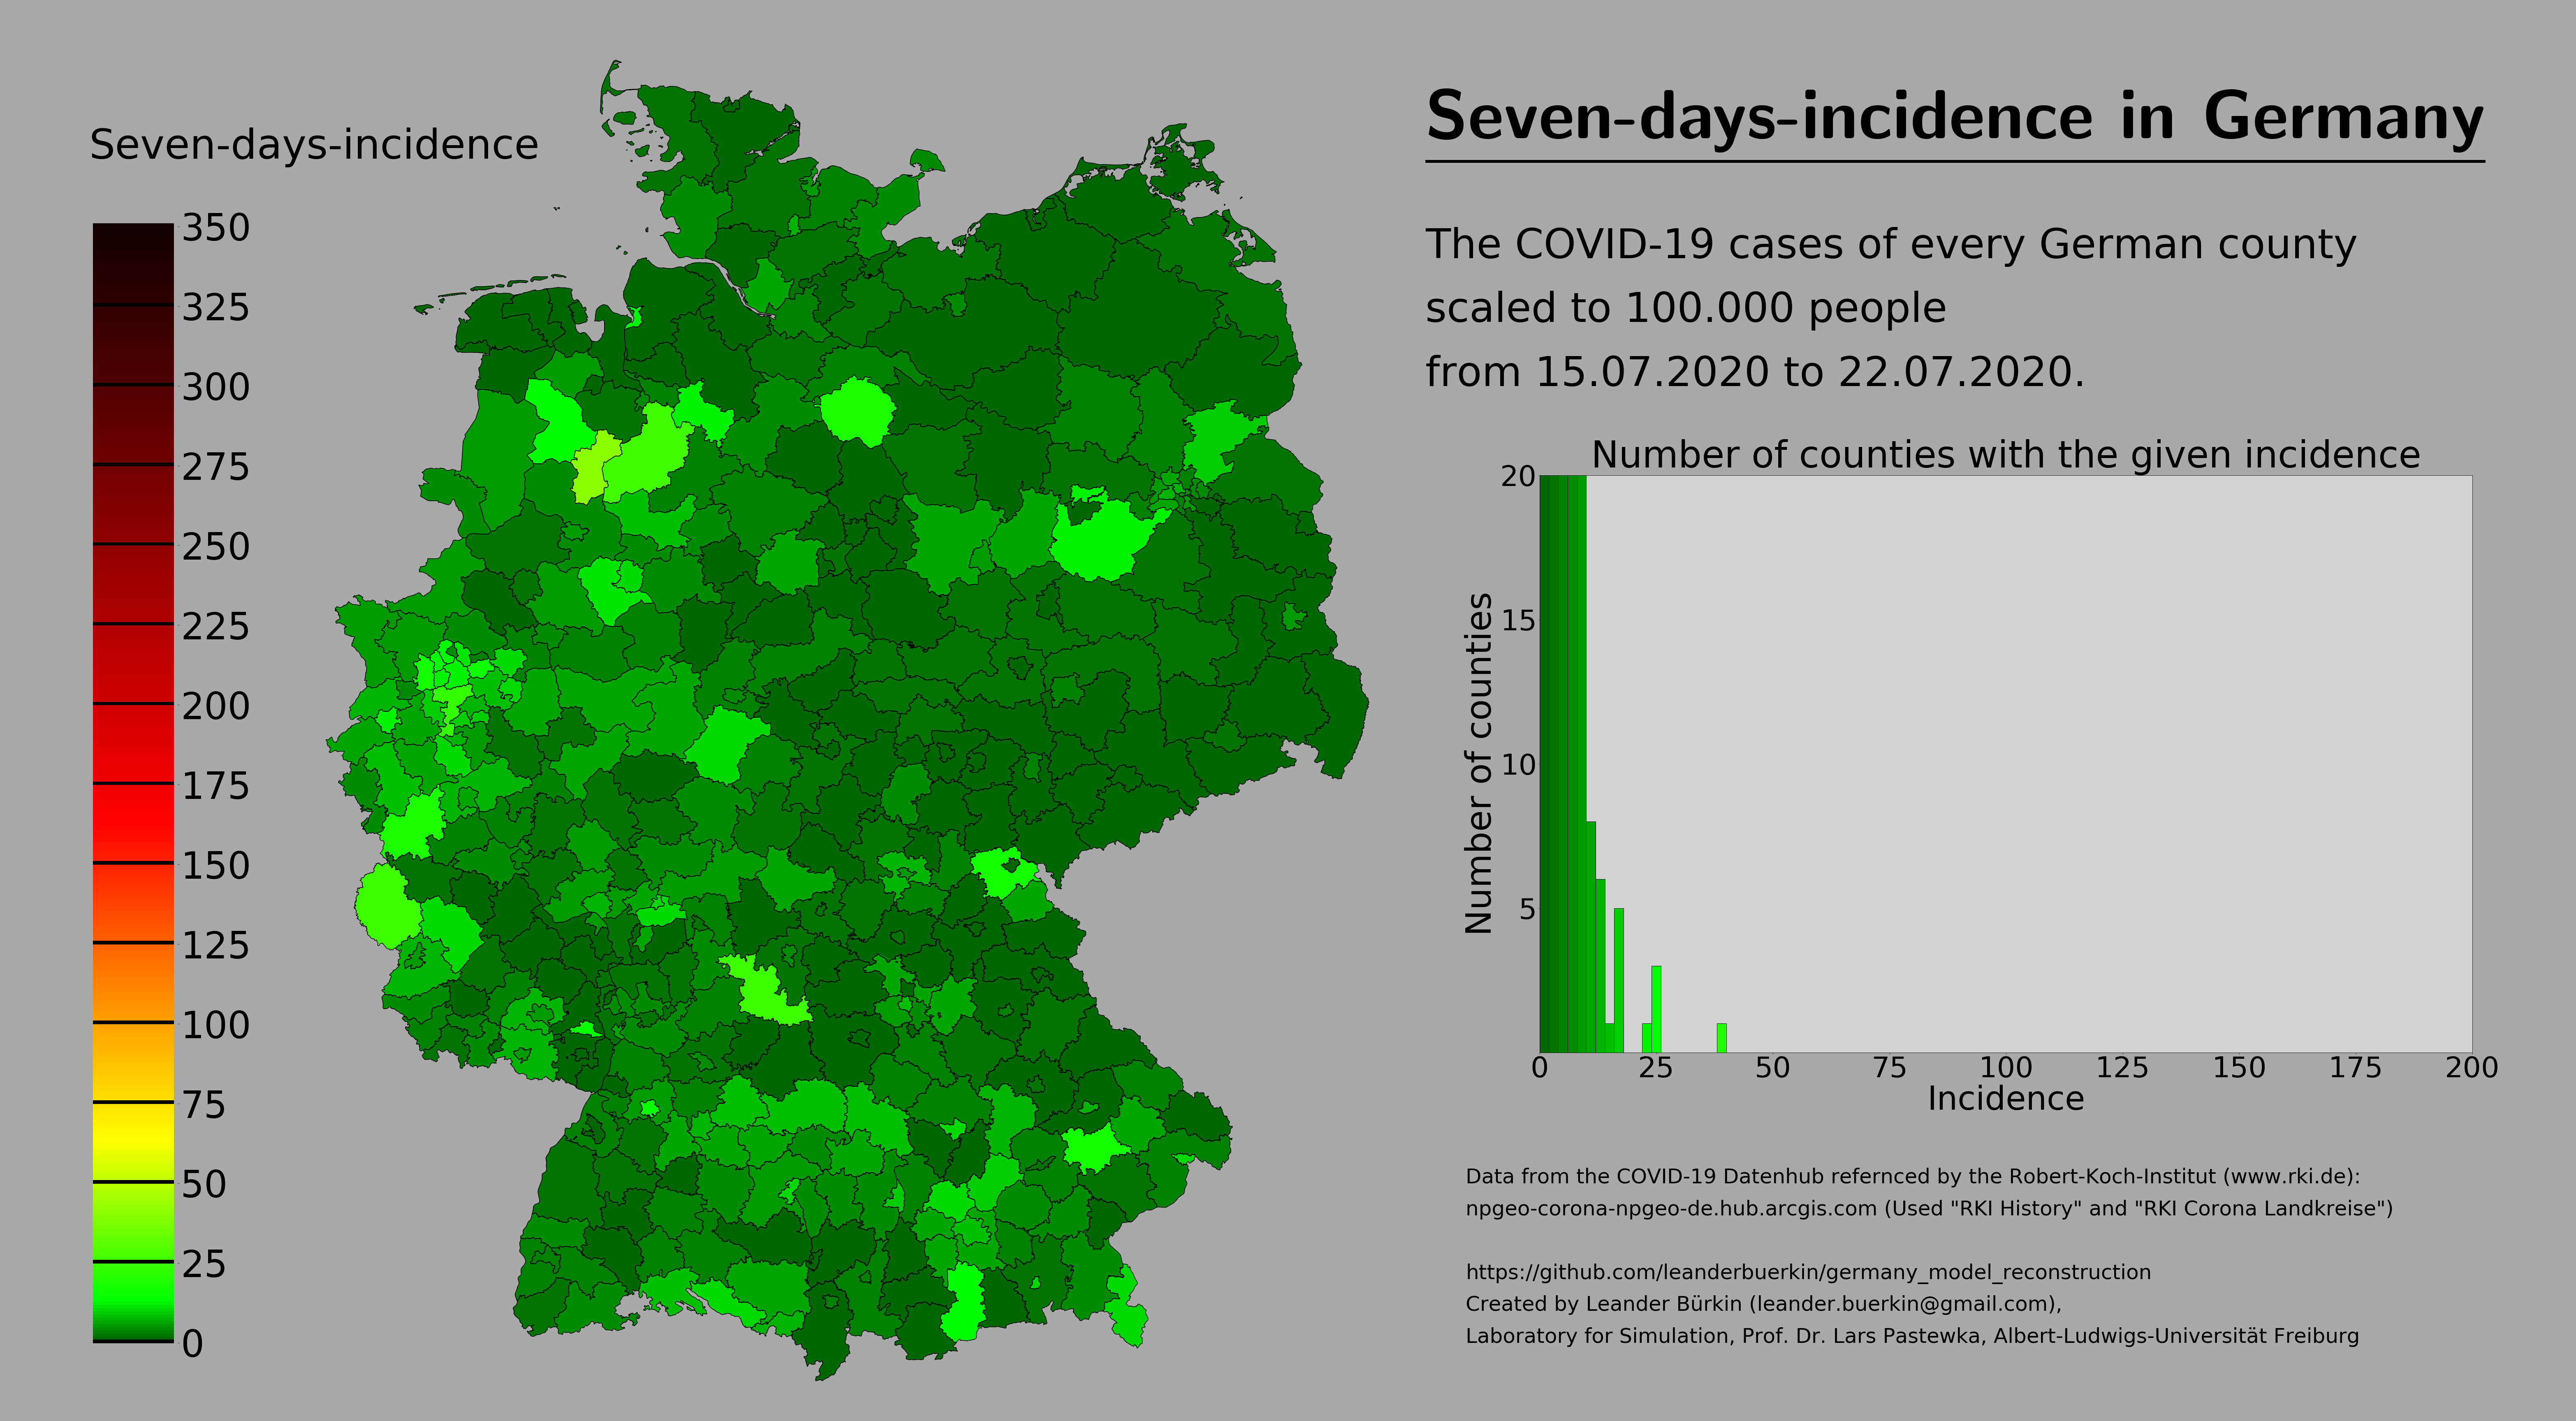 Seven-days-incidence in Germany
Seven-days-incidence
350
325
300
275
250
225
200
175
150
125
100
75
50
25
0
The COVID-19 cases of every German county
scaled to 100.000 people
from 15.07.2020 to 22.07.2020.
Number of counties with the given incidence
Number of counties
20
15
10
5
0 25 50 75 100 125 150 175 200
Incidence
Data from the COVID-19 Datenhub refernced by the Robert-Koch-Institut (www.rki.de):
npgeo-corona-npgeo-de.hub.arcgis.com (Used "RKI History" and "RKI Corona Landkreise")
https://github.com/leanderbuerkin/germany_model_reconstruction
Created by Leander Bürkin (leander.buerkin@gmail.com),
Laboratory for Simulation, Prof. Dr. Lars Pastewka, Albert-Ludwigs-Universität Freiburg